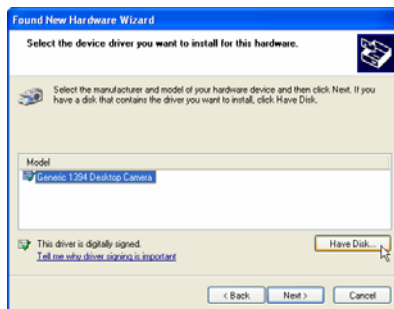 Found New Hardware Wizard
Select the device driver you want to install for this hardware.
Select the manufacturer and model of your hardware device and then click Next. If you
have a disk that contains the driver you want to install, click Have Disk.
Model
Generic 1394 Desktop Camera
This driver is digitally signed.
Have Disk...
Tell me why driver signing is important
< Back
Next >
Cancel